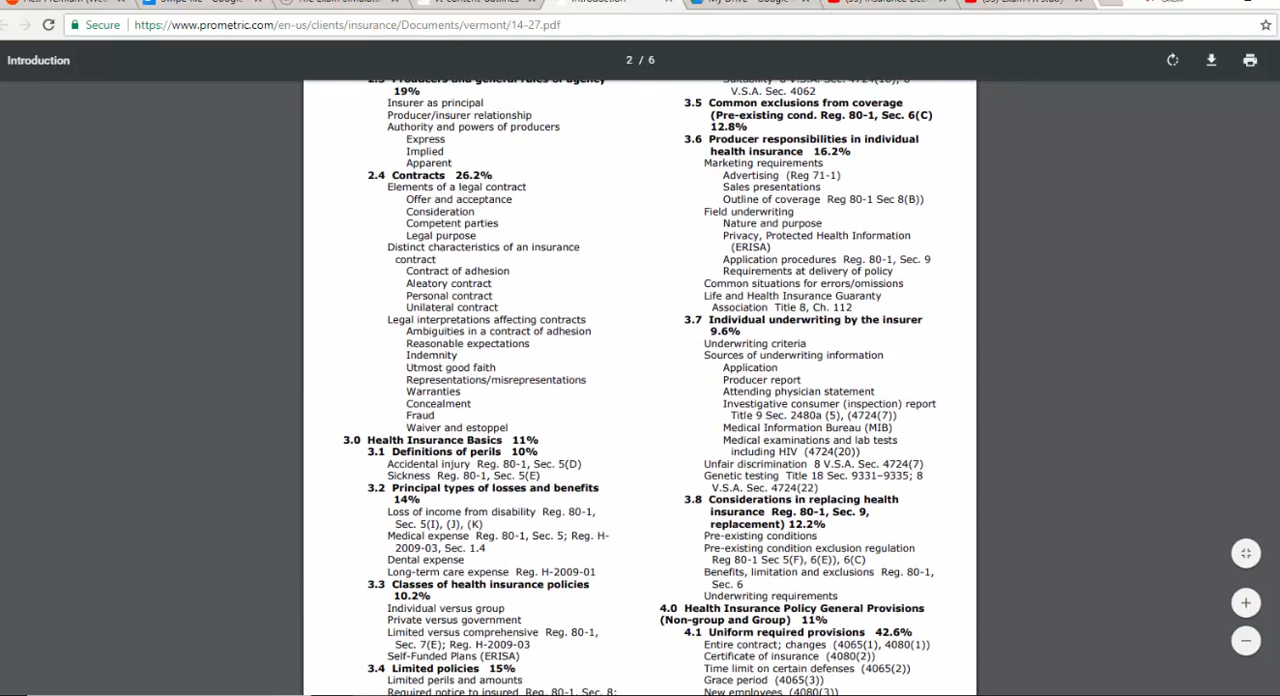 Secure
https://www.prometric.com/en-us/clients/insurance/Documents/vermont/14-27.pdf
Introduction
2 / 6
2.3 Producers and general rules of agency
19%
Insurer as principal
Producer/insurer relationship
Authority and powers of producers
Express
Implied
Apparent
2.4 Contracts 26.2%
Elements of a legal contract
Offer and acceptance
Consideration
Competent parties
Legal purpose
Distinct characteristics of an insurance
contract
Contract of adhesion
Aleatory contract
Personal contract
Unilateral contract
Legal interpretations affecting contracts
Ambiguities in a contract of adhesion
Reasonable expectations
Indemnity
Utmost good faith
Representations/misrepresentations
Warranties
Concealment
Fraud
Waiver and estoppel
3.0 Health Insurance Basics 11%
3.1 Definitions of perils 10%
Accidental injury Reg. 80-1, Sec. 5(D)
Sickness Reg. 80-1, Sec. 5(E)
3.2 Principal types of losses and benefits
14%
Loss of income from disability Reg. 80-1,
Sec. 5(I), (J), (K)
Medical expense Reg. 80-1, Sec. 5; Reg. H-
2009-03, Sec. 1.4
Dental expense
Long-term care expense Reg. H-2009-01
3.3 Classes of health insurance policies
10.2%
Individual versus group
Private versus government
Limited versus comprehensive Reg. 80-1,
Sec. 7(E); Reg. H-2009-03
Self-Funded Plans (ERISA)
3.4 Limited policies 15%
Limited perils and amounts
Required notice to insured Reg. 80-1, Sec. 8;
V.S.A. Sec. 4062
3.5 Common exclusions from coverage
(Pre-existing cond. Reg. 80-1, Sec. 6(C)
12.8%
3.6 Producer responsibilities in individual
health insurance 16.2%
Marketing requirements
Advertising (Reg 71-1)
Sales presentations
Outline of coverage Reg 80-1 Sec 8(B))
Field underwriting
Nature and purpose
Privacy, Protected Health Information
(ERISA)
Application procedures Reg. 80-1, Sec. 9
Requirements at delivery of policy
Common situations for errors/omissions
Life and Health Insurance Guaranty
Association Title 8, Ch. 112
3.7 Individual underwriting by the insurer
9.6%
Underwriting criteria
Sources of underwriting information
Application
Producer report
Attending physician statement
Investigative consumer (inspection) report
Title 9 Sec. 2480a (5), (4724(7))
Medical Information Bureau (MIB)
Medical examinations and lab tests
including HIV (4724(20))
Unfair discrimination 8 V.S.A. Sec. 4724(7)
Genetic testing Title 18 Sec. 9331–9335; 8
V.S.A. Sec. 4724(22)
3.8 Considerations in replacing health
insurance Reg. 80-1, Sec. 9,
replacement) 12.2%
Pre-existing conditions
Pre-existing condition exclusion regulation
Reg 80-1 Sec 5(F), 6(E)), 6(C)
Benefits, limitation and exclusions Reg. 80-1,
Sec. 6
Underwriting requirements
4.0 Health Insurance Policy General Provisions
(Non-group and Group) 11%
4.1 Uniform required provisions 42.6%
Entire contract; changes (4065(1), 4080(1))
Certificate of insurance (4080(2))
Time limit on certain defenses (4065(2))
Grace period (4065(3))
New employees (4080(3))